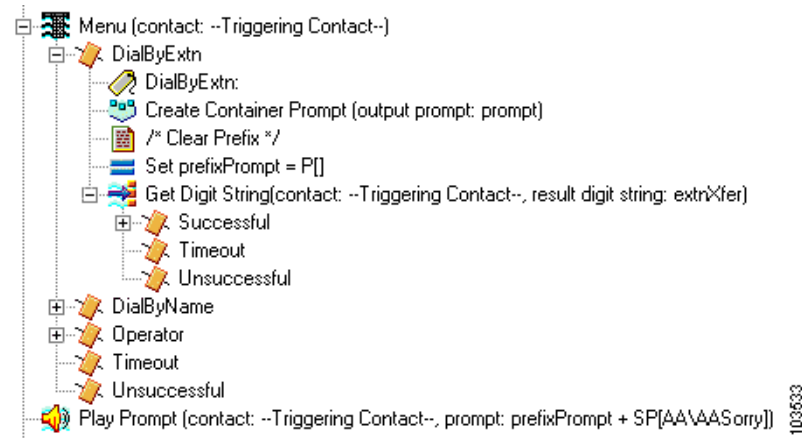 Menu (contact: --Triggering Contact--)
DialByExtn
DialByExtn:
Create Container Prompt (output prompt: prompt)
/* Clear Prefix */
Set prefixPrompt = P[]
Get Digit String(contact: --Triggering Contact--, result digit string: extnXfer)
Successful
Timeout
Unsuccessful
DialByName
Operator
Timeout
Unsuccessful
Play Prompt (contact: --Triggering Contact--, prompt: prefixPrompt + SP[AA\AASorry])
103533